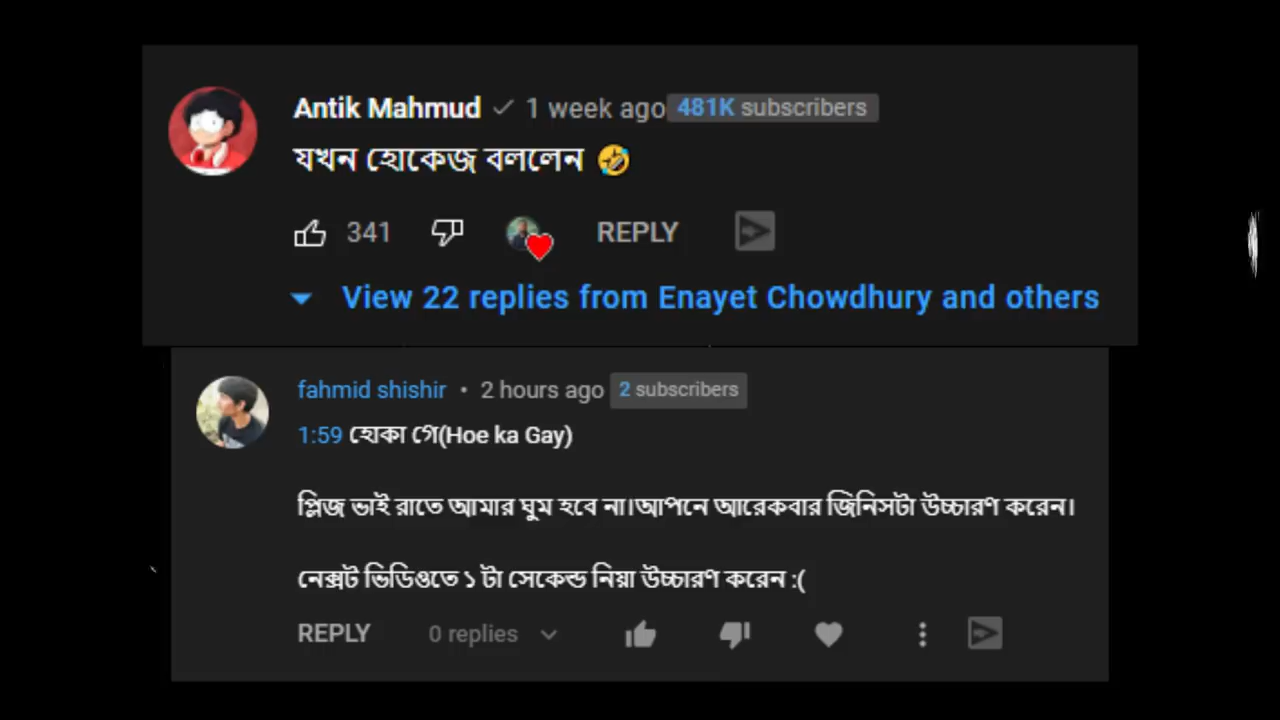 Antik Mahmud 1 week ago 481K subscribers
যখন হোকেজ বললেন 🤣
341 REPLY
View 22 replies from Enayet Chowdhury and others
fahmid shishir • 2 hours ago 2 subscribers
1:59 হোকা গে(Hoe ka Gay)
প্লিজ ভাই রাতে আমার ঘুম হবে না।আপনে আরেকবার জিনিসটা উচ্চারণ করেন।
নেক্সট ভিডিওতে ১ টা সেকেন্ড নিয়া উচ্চারণ করেন :(
REPLY 0 replies